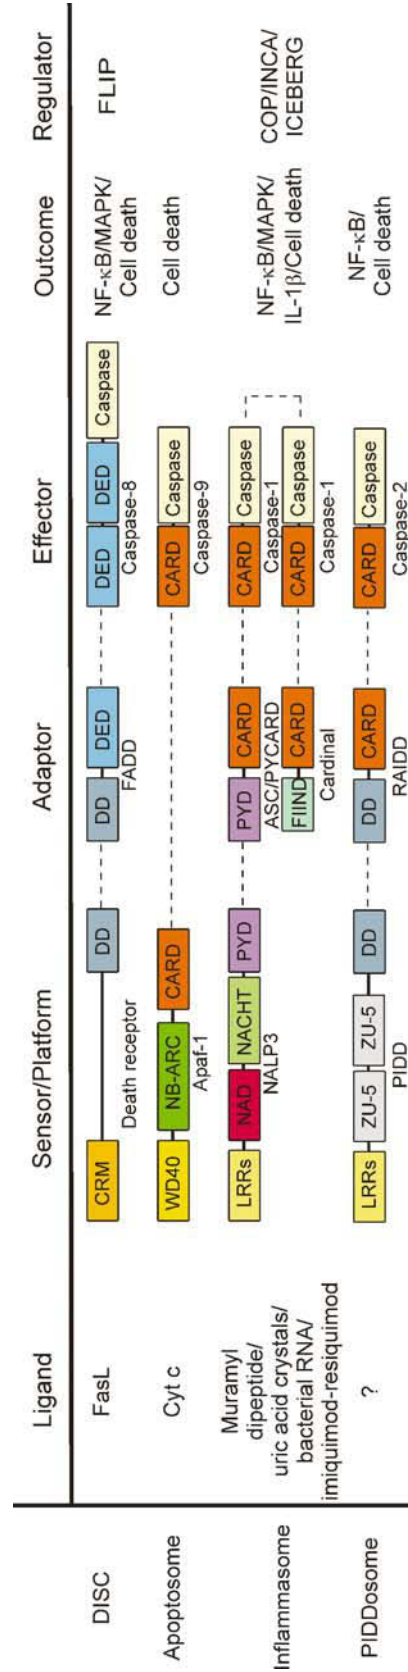 Ligand Sensor/Platform Adaptor Effector Outcome Regulator
DISC
FasL
CRM DD
Death receptor
DD DED
FADD
DED DED Caspase
Caspase-8
NF-κB/MAPK/
Cell death
FLIP
Apoptosome
Cyt c
WD40 NB-ARC CARD
Apaf-1
CARD Caspase
Caspase-9
Cell death
Inflammasome
Muramyl
dipeptide/
uric acid crystals/
bacterial RNA/
imiquimod-resiquimod
LRRs NAD NACHT PYD
NALP3
PYD CARD
ASC/PYCARD
FIIND CARD
Cardinal
CARD Caspase
Caspase-1
CARD Caspase
Caspase-1
NF-κB/MAPK/
IL-1β/Cell death
COP/INCA/
ICEBERG
PIDDosome
?
LRRs ZU-5 ZU-5 DD
PIDD
DD CARD
RAIDD
CARD Caspase
Caspase-2
NF-κB/
Cell death